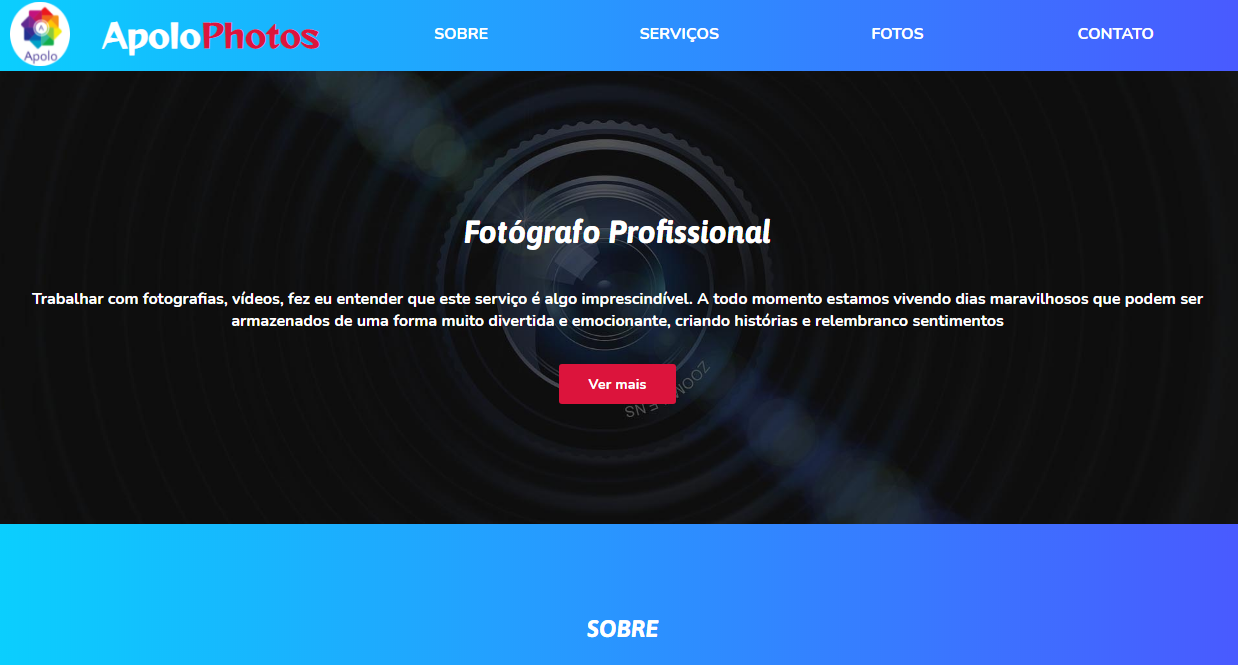 Apolo
ApoloPhotos
SOBRE
SERVIÇOS
FOTOS
CONTATO
Fotógrafo Profissional
Trabalhar com fotografias, vídeos, fez eu entender que este serviço é algo imprescindível. A todo momento estamos vivendo dias maravilhosos que podem ser
armazenados de uma forma muito divertida e emocionante, criando histórias e relembranco sentimentos
Ver mais
SOBRE